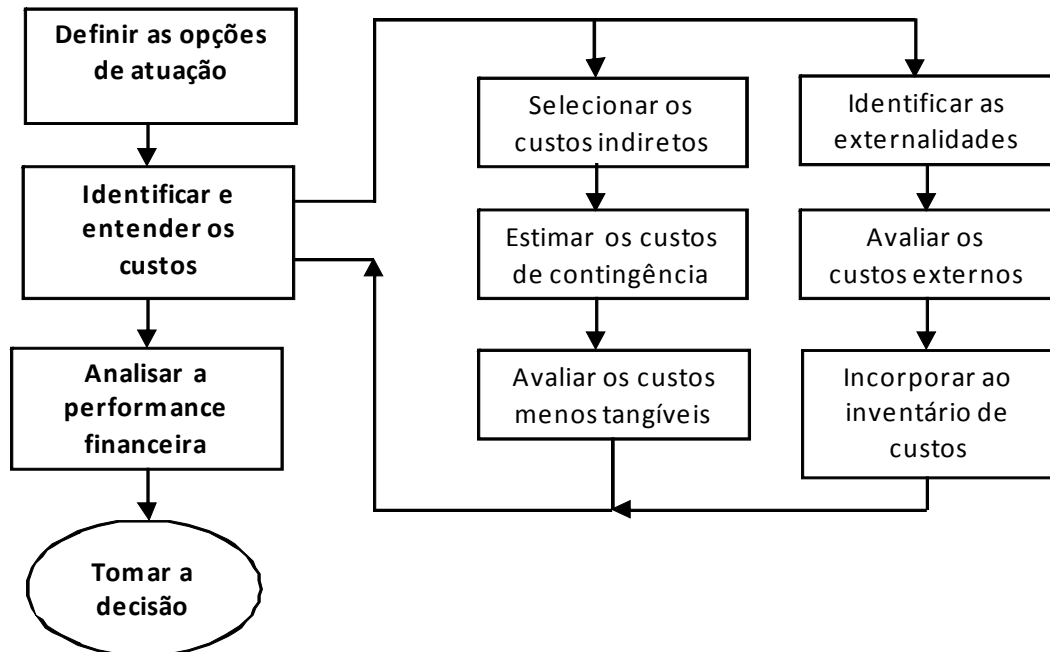 Definir as opções
de atuação
Identificar e
entender os
custos
Analisar a
performance
financeira
Tomar a
decisão
Selecionar os
custos indiretos
Estimar os custos
de contingência
Avaliar os custos
menos tangíveis
Identificar as
externalidades
Avaliar os
custos externos
Incorporar ao
inventário de
custos